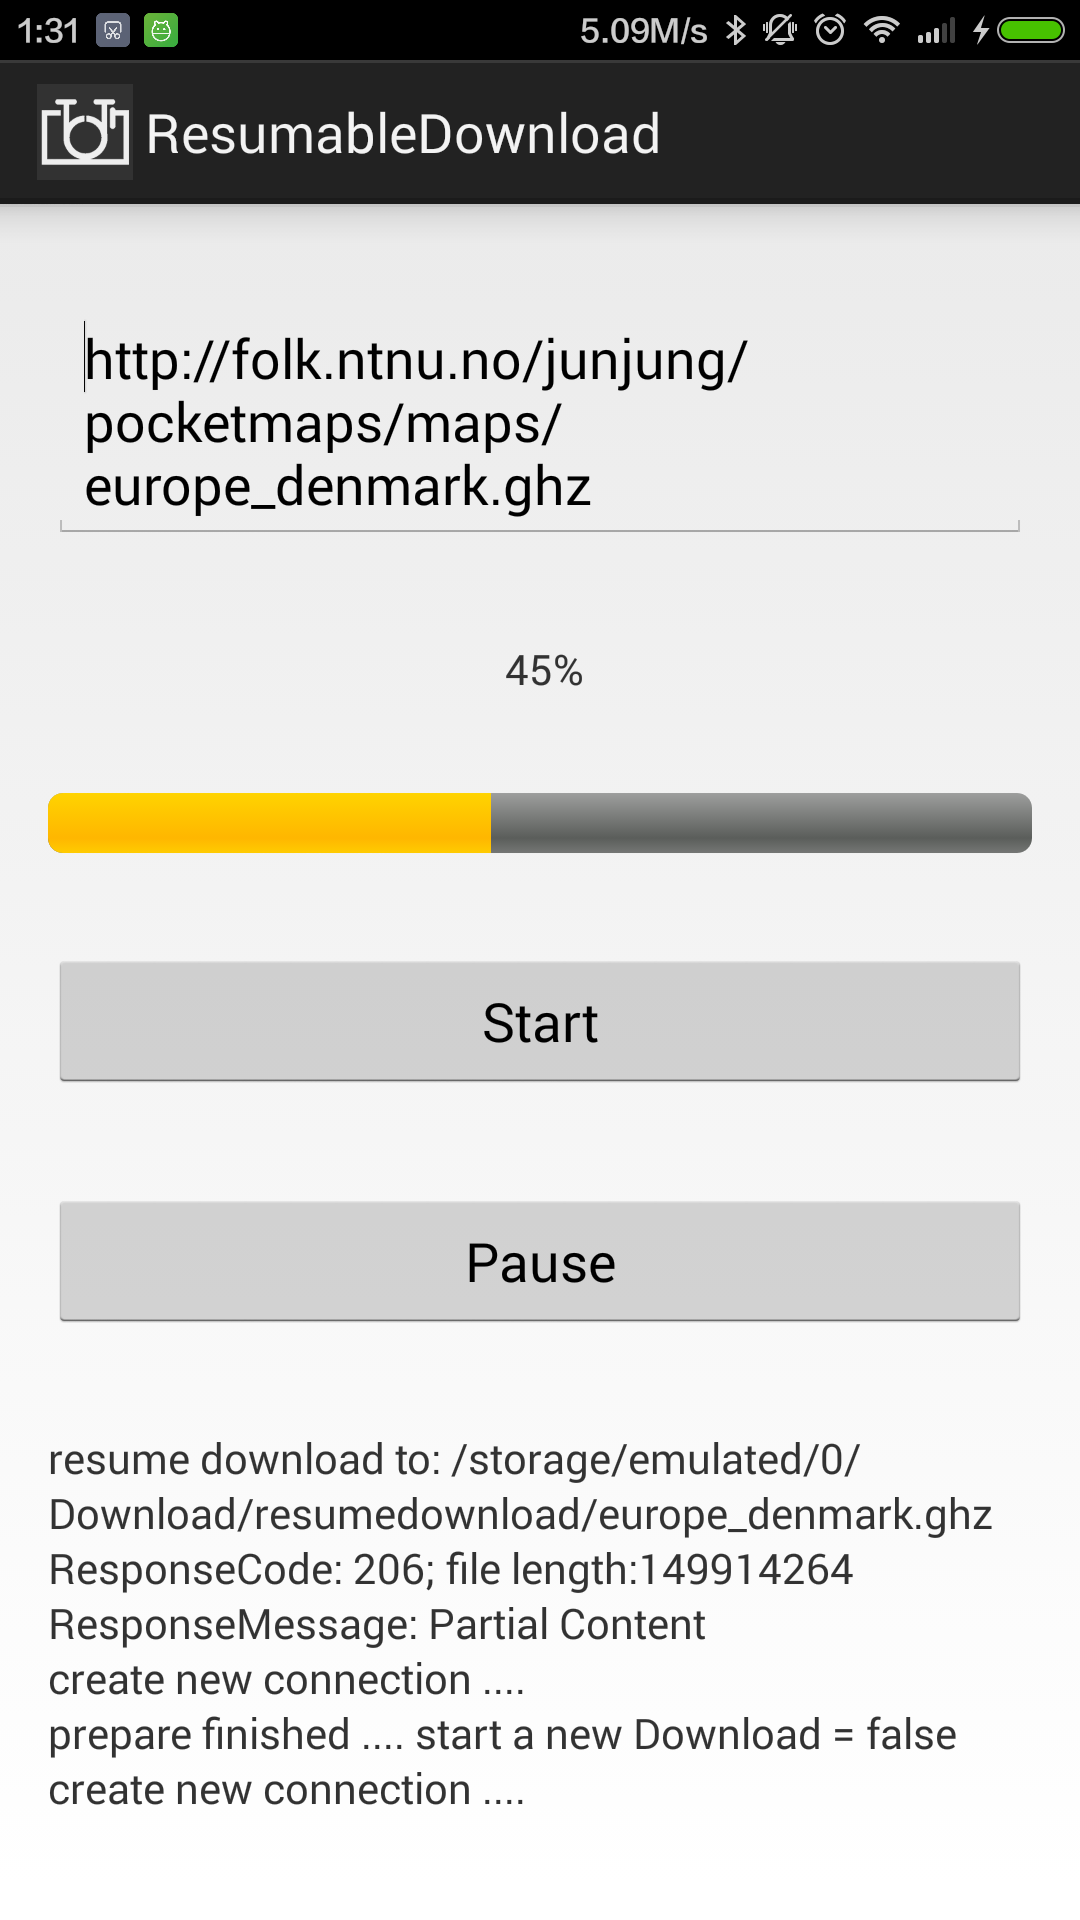 1:31
5.09M/s
ResumableDownload
http://folk.ntnu.no/junjung/
pocketmaps/maps/
europe_denmark.ghz
45%
Start
Pause
resume download to: /storage/emulated/0/
Download/resumedownload/europe_denmark.ghz
ResponseCode: 206; file length:149914264
ResponseMessage: Partial Content
create new connection ....
prepare finished .... start a new Download = false
create new connection ....